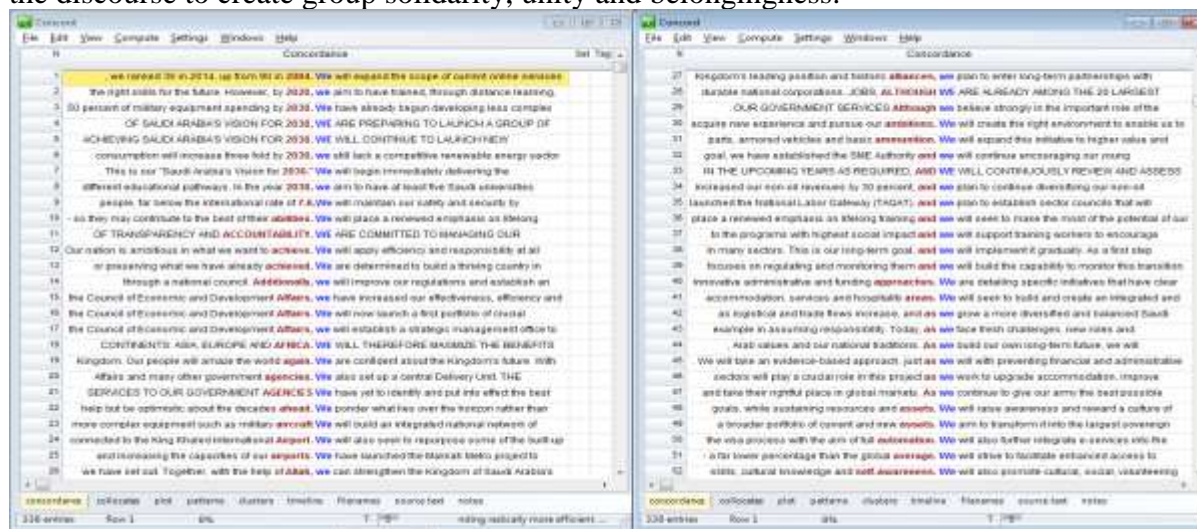 the discourse to create group solidarity, unity and belongingness.
Concord
File Edit View Compute Settings Windows Help
N Concordance Set Tag
1 , we ranked 36 in 2014, up from 90 in 2004. We will expand the scope of current online services
2 the right skills for the future. However, by 2020, we aim to have trained, through distance learning,
3 50 percent of military equipment spending by 2030. We have already begun developing less complex
4 OF SAUDI ARABIA'S VISION FOR 2030, WE ARE PREPARING TO LAUNCH A GROUP OF
5 ACHIEVING SAUDI ARABIA'S VISION FOR 2030, WE WILL CONTINUE TO LAUNCH NEW
6 consumption will increase three fold by 2030, we still lack a competitive renewable energy sector
7 This is our "Saudi Arabia's Vision for 2030." We will begin immediately delivering the
8 different educational pathways. In the year 2030, we aim to have at least five Saudi universities
9 people, far below the international rate of 7.6. We will maintain our safety and security by
10 - so they may contribute to the best of their abilities. We will place a renewed emphasis on lifelong
11 OF TRANSPARENCY AND ACCOUNTABILITY, WE ARE COMMITTED TO MANAGING OUR
12 Our nation is ambitious in what we want to achieve. We will apply efficiency and responsibility at all
13 or preserving what we have already achieved. We are determined to build a thriving country in
14 through a national council. Additionally, we will improve our regulations and establish an
15 the Council of Economic and Development Affairs, we have increased our effectiveness, efficiency and
16 the Council of Economic and Development Affairs. We will now launch a first portfolio of crucial
17 the Council of Economic and Development Affairs, we will establish a strategic management office to
18 CONTINENTS: ASIA, EUROPE AND AFRICA. WE WILL THEREFORE MAXIMIZE THE BENEFITS
19 Kingdom. Our people will amaze the world again. We are confident about the Kingdom's future. With
20 Affairs and many other government agencies. We also set up a central Delivery Unit. THE
21 SERVICES TO OUR GOVERNMENT AGENCIES We have yet to identify and put into effect the best
22 help but be optimistic about the decades ahead. We ponder what lies over the horizon rather than
23 more complex equipment such as military aircraft. We will build an integrated national network of
24 connected to the King Khaled International Airport. We will also seek to repurpose some of the built-up
25 and increasing the capacities of our airports. We have launched the Makkah Metro project to
26 we have set out. Together, with the help of Allah, we can strengthen the Kingdom of Saudi Arabia's
concordance collocates plot patterns clusters timeline filenames source text notes
338 entries Row 1 0% T nding radically more efficient ...
Concord
File Edit View Compute Settings Windows Help
N Concordance
27 Kingdom's leading position and historic alliances, we plan to enter long-term partnerships with
28 durable national corporations. JOBS, ALTHOUGH WE ARE ALREADY AMONG THE 20 LARGEST
29 OUR GOVERNMENT SERVICES Although we believe strongly in the important role of the
30 acquire new experience and pursue our ambitions. We will create the right environment to enable us to
31 parts, armored vehicles and basic ammunition. We will expand this initiative to higher value and
32 goal, we have established the SME Authority and we will continue encouraging our young
33 IN THE UPCOMING YEARS AS REQUIRED, AND WE WILL CONTINUOUSLY REVIEW AND ASSESS
34 increased our non-oil revenues by 30 percent, and we plan to continue diversifying our non-oil
35 launched the National Labor Gateway (TAQAT), and we plan to establish sector councils that will
36 place a renewed emphasis on lifelong training and we will seek to make the most of the potential of our
37 to the programs with highest social impact and we will support training workers to encourage
38 in many sectors. This is our long-term goal, and we will implement it gradually. As a first step
39 focuses on regulating and monitoring them and we will build the capability to monitor this transition
40 innovative administrative and funding approaches. We are detailing specific initiatives that have clear
41 accommodation, services and hospitality areas. We will seek to build and create an integrated and
42 as logistical and trade flows increase, and as we grow a more diversified and balanced Saudi
43 example in assuming responsibility. Today, as we face fresh challenges, new roles and
44 , Arab values and our national traditions. As we build our own long-term future, we will
45 We will take an evidence-based approach, just as we will with preventing financial and administrative
46 sectors will play a crucial role in this project as we work to upgrade accommodation, improve
47 and take their rightful place in global markets. As we continue to give our army the best possible
48 goals, while sustaining resources and assets. We will raise awareness and reward a culture of
49 a broader portfolio of current and new assets. We aim to transform it into the largest sovereign
50 the visa process with the aim of full automation. We will also further integrate e-services into the
51 - a far lower percentage than the global average. We will strive to facilitate enhanced access to
52 skills, cultural knowledge and self-awareness. We will also promote cultural, social, volunteering
concordance collocates plot patterns clusters timeline filenames source text notes
338 entries Row 1 0% T